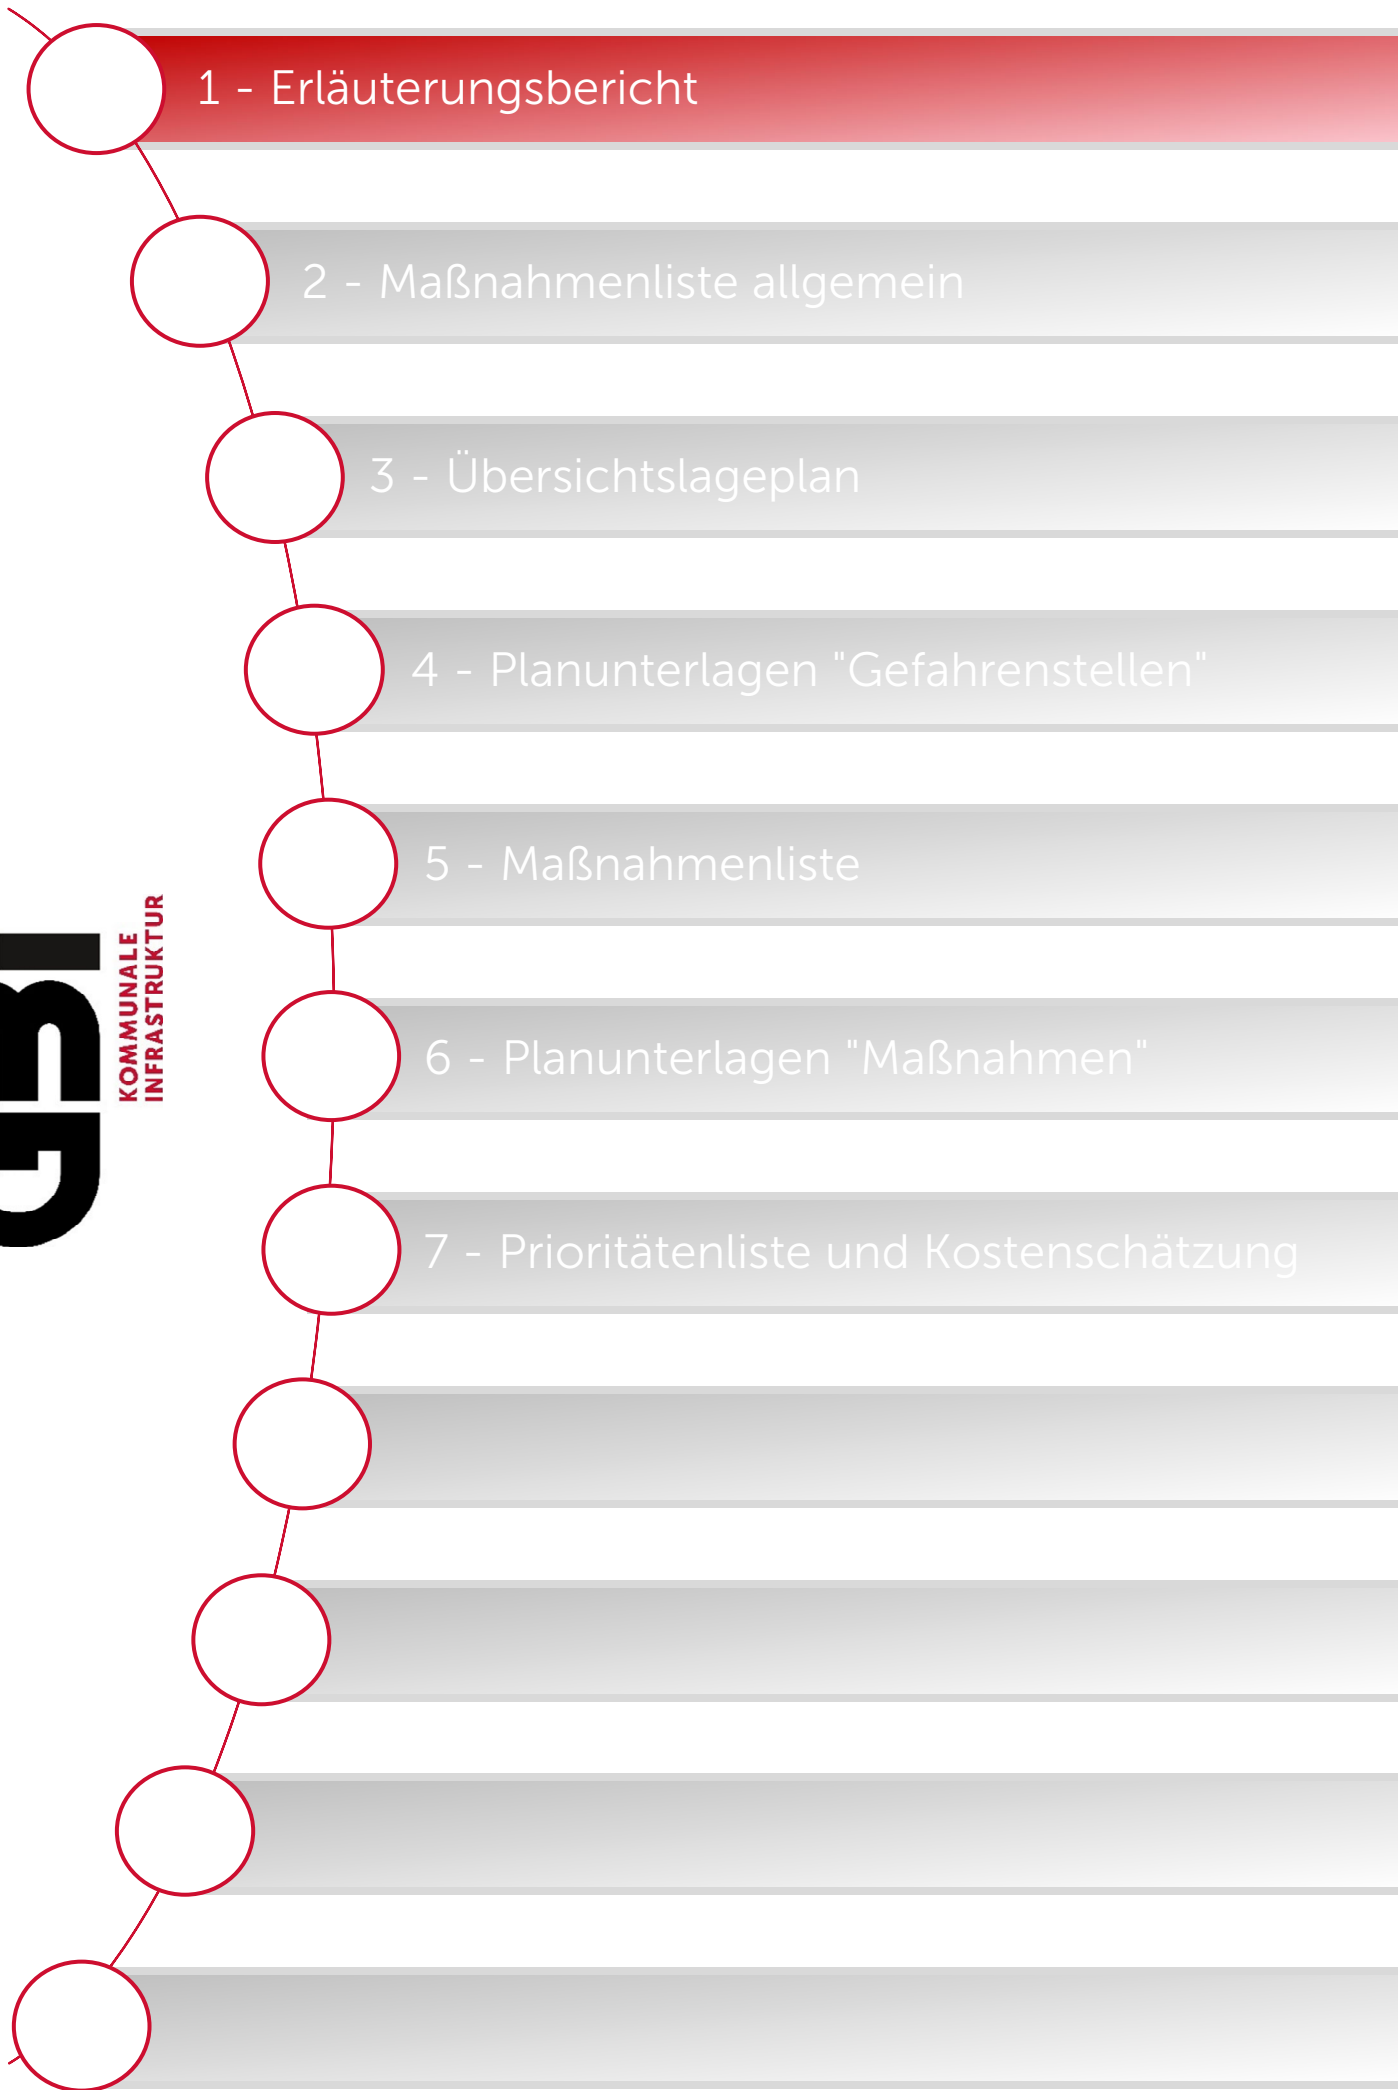 1 - Erläuterungsbericht
2 - Maßnahmenliste allgemein
3 - Übersichtslageplan
4 - Planunterlagen "Gefahrenstellen"
5 - Maßnahmenliste
KOMMUNALE
INFRASTRUKTUR
6 - Planunterlagen "Maßnahmen"
7 - Prioritätenliste und Kostenschätzung